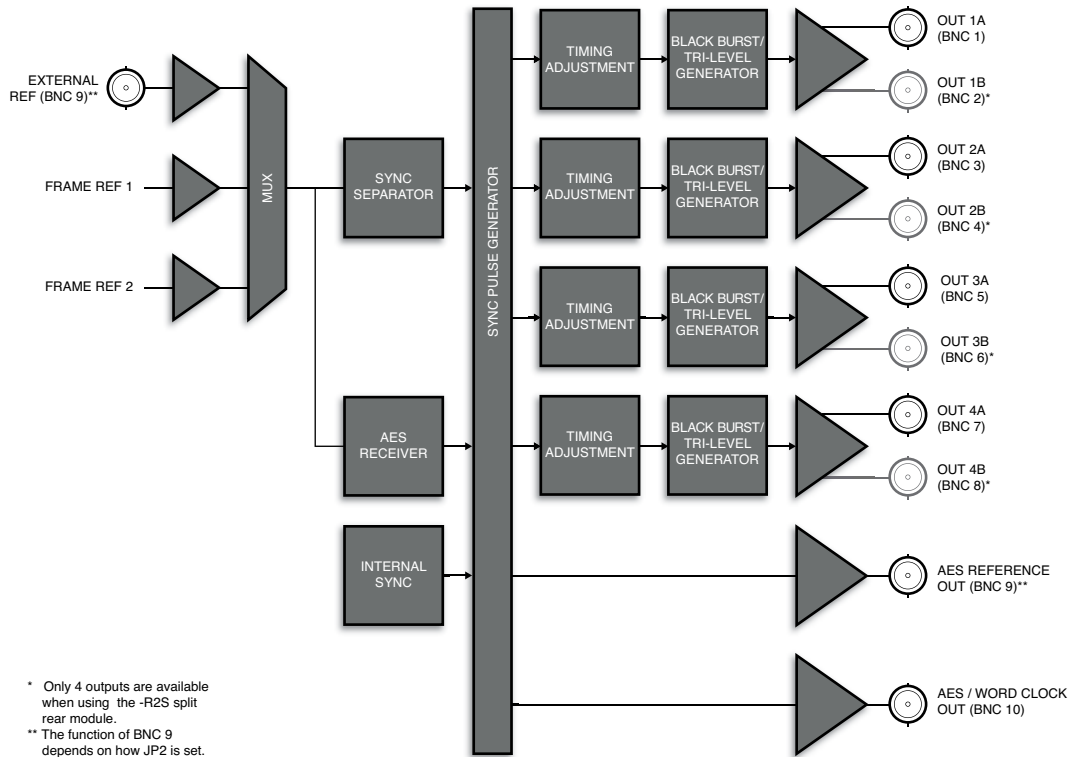 EXTERNAL
REF (BNC 9)**
FRAME REF 1
FRAME REF 2
MUX
SYNC
SEPARATOR
AES
RECEIVER
INTERNAL
SYNC
SYNC PULSE GENERATOR
TIMING
ADJUSTMENT
BLACK BURST/
TRI-LEVEL
GENERATOR
OUT 1A
(BNC 1)
OUT 1B
(BNC 2)*
TIMING
ADJUSTMENT
BLACK BURST/
TRI-LEVEL
GENERATOR
OUT 2A
(BNC 3)
OUT 2B
(BNC 4)*
TIMING
ADJUSTMENT
BLACK BURST/
TRI-LEVEL
GENERATOR
OUT 3A
(BNC 5)
OUT 3B
(BNC 6)*
TIMING
ADJUSTMENT
BLACK BURST/
TRI-LEVEL
GENERATOR
OUT 4A
(BNC 7)
OUT 4B
(BNC 8)*
AES REFERENCE
OUT (BNC 9)**
AES / WORD CLOCK
OUT (BNC 10)
* Only 4 outputs are available
when using the -R2S split
rear module.
** The function of BNC 9
depends on how JP2 is set.